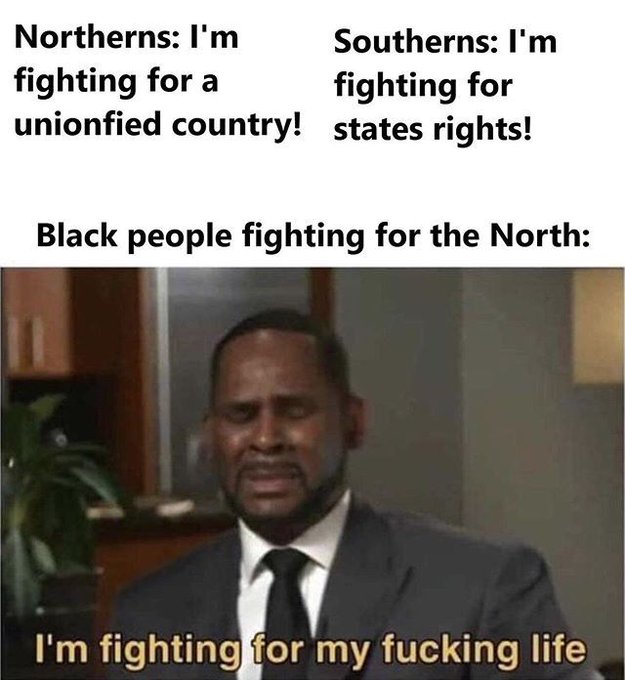 Northerns: I'm
fighting for a
unionfied country!
Southerns: I'm
fighting for
states rights!
Black people fighting for the North:
I'm fighting for my fucking life